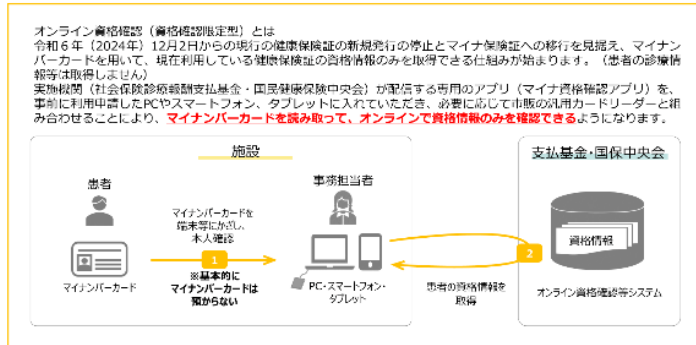 オンライン資格確認（資格確認限定型）とは
令和６年（2024年）12月2日からの現行の健康保険証の新規発行の停止とマイナ保険証への移行を見据え、マイナン
バーカードを用いて、現在利用している健康保険証の資格情報のみを取得できる仕組みが始まります。（患者の診療情
報等は取得しません）
実施機関（社会保険診療報酬支払基金・国民健康保険中央会）が配信する専用のアプリ（マイナ資格確認アプリ）を、
事前に利用申請したPCやスマートフォン、タブレットに入れていただき、必要に応じて市販の汎用カードリーダーと組
み合わせることにより、マイナンバーカードを読み取って、オンラインで資格情報のみを確認できるようになります。
施設
支払基金・国保中央会
患者
事務担当者
マイナンバーカードを
端末等にかざし、
本人確認
1
※基本的に
マイナンバーカードは
預からない
マイナンバーカード
PC・スマートフォン・
タブレット
2
患者の資格情報を
取得
資格情報
オンライン資格確認等システム